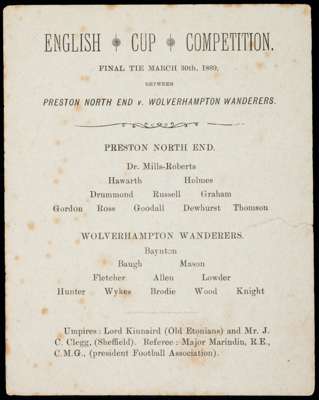 ENGLISH CUP COMPETITION.
FINAL TIE MARCH 30th, 1889,
BETWEEN
PRESTON NORTH END v. WOLVERHAMPTON WANDERERS.
PRESTON NORTH END.
Dr. Mills-Roberts
Hawarth Holmes
Drummond Russell Graham
Gordon Ross Goodall Dewhurst Thomson
WOLVERHAMPTON WANDERERS.
Baynton
Baugh Mason
Fletcher Allen Lowder
Hunter Wykes Brodie Wood Knight
Umpires: Lord Kinnaird (Old Etonians) and Mr. J.
C. Clegg, (Sheffield). Referee: Major Marindin, R.E.,
C.M.G., (president Football Association).